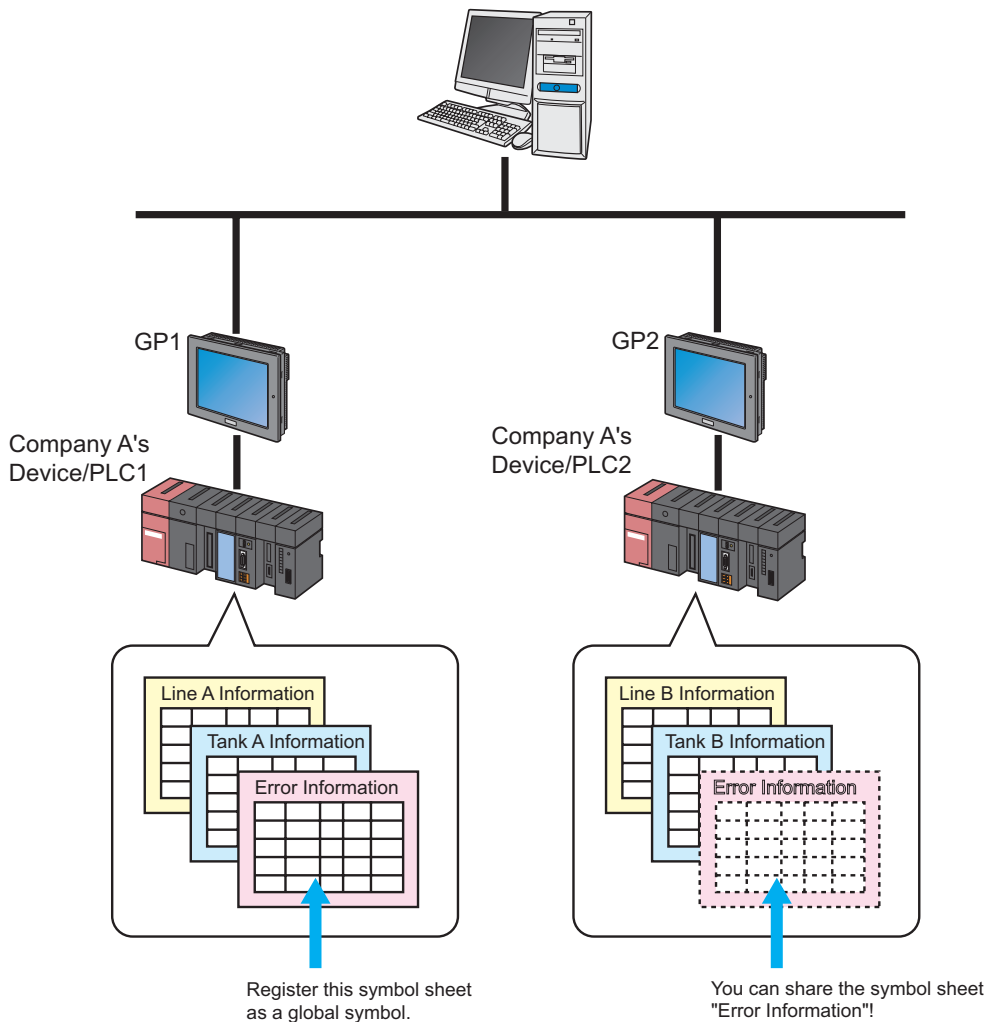 GP1
GP2
Company A's
Device/PLC1
Company A's
Device/PLC2
Line A Information
Tank A Information
Error Information
Line B Information
Tank B Information
Error Information
Register this symbol sheet
as a global symbol.
You can share the symbol sheet
"Error Information"!